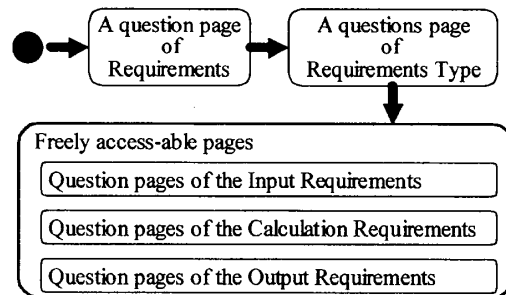 A question page
of
Requirements
A questions page
of
Requirements Type
Freely access-able pages
Question pages of the Input Requirements
Question pages of the Calculation Requirements
Question pages of the Output Requirements